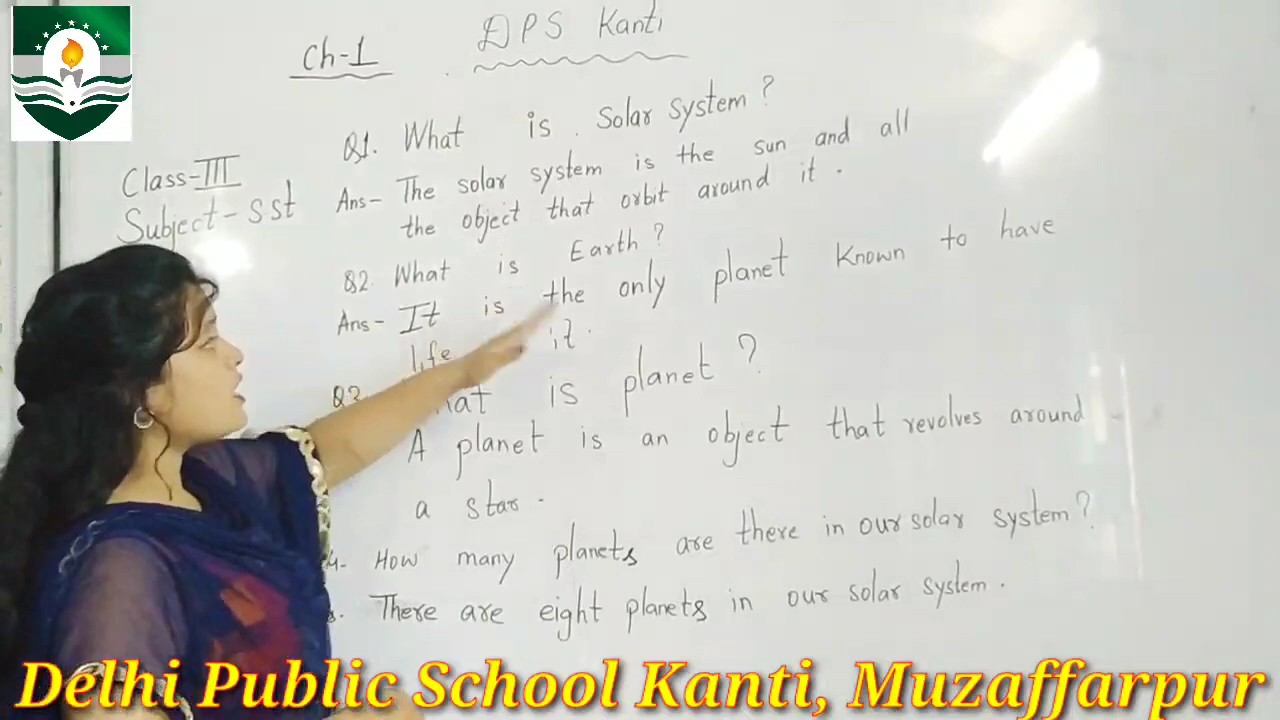 DPS Kanti
Ch-1
Class-III
Subject-Sst
Q1. What is Solar System?
Ans- The solar system is the sun and all
the object that orbit around it.
Q2. What is Earth?
Ans- It is the only planet known to have
life it.
is planet?
A planet is an object that revolves around
a star.
How many planets are there in our solar system?
There are eight planets in our solar system.
Delhi Public School Kanti, Muzaffarpur